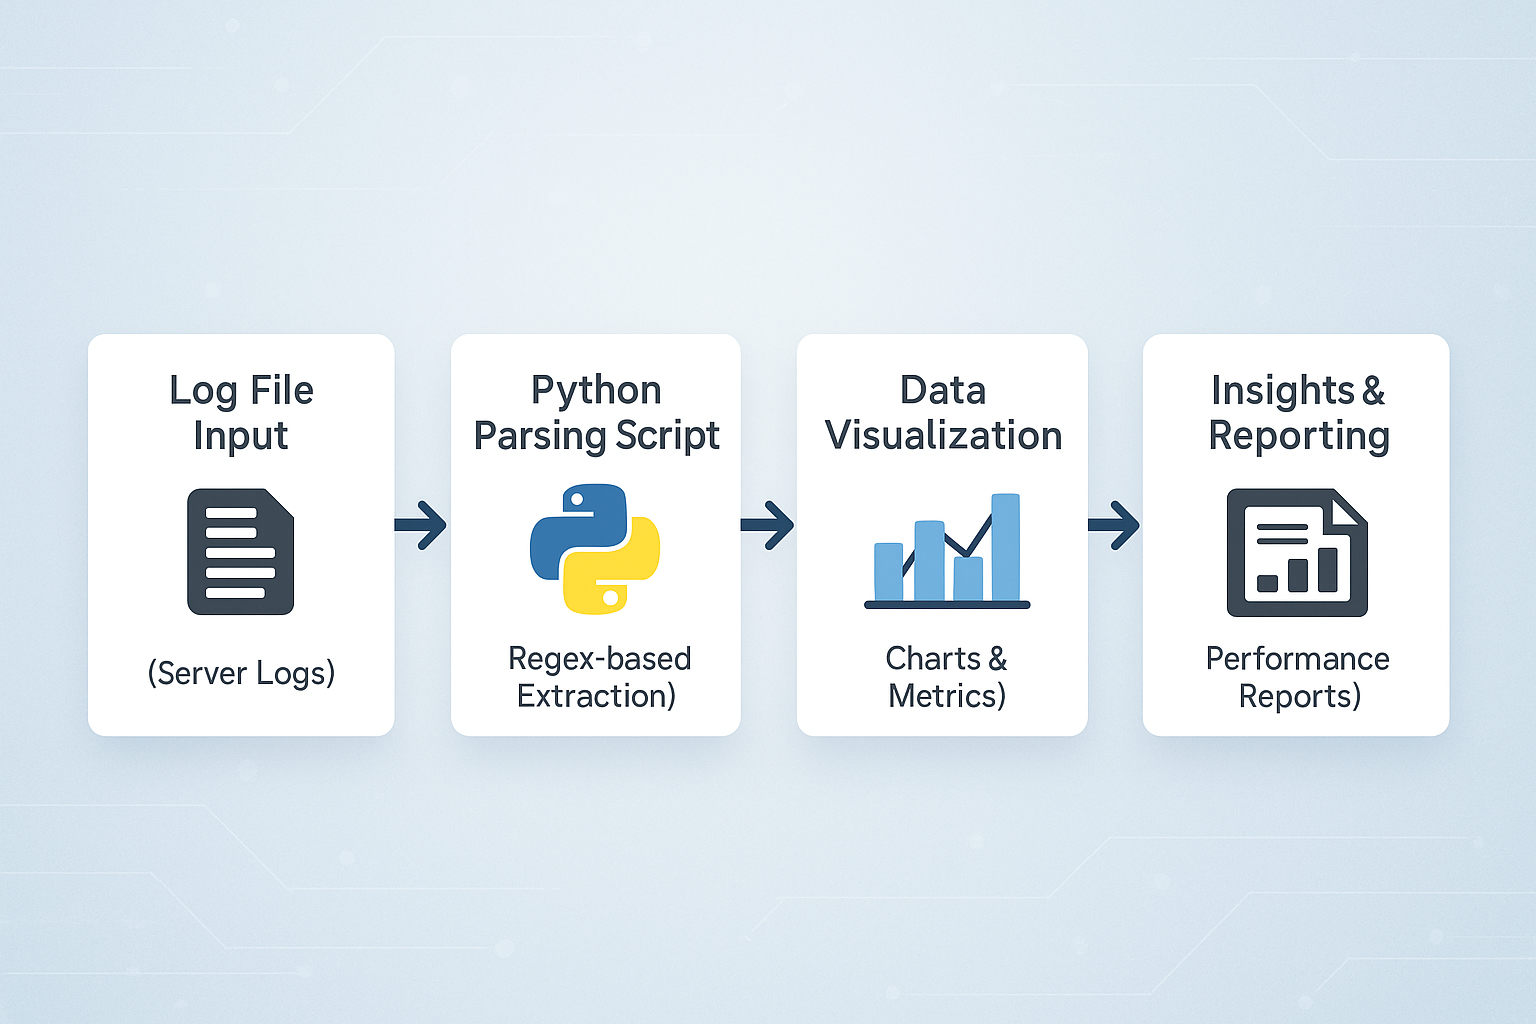 Log File
Input
(Server Logs)
Python
Parsing Script
Regex-based
Extraction)
Data
Visualization
Charts &
Metrics)
Insights &
Reporting
Performance
Reports)